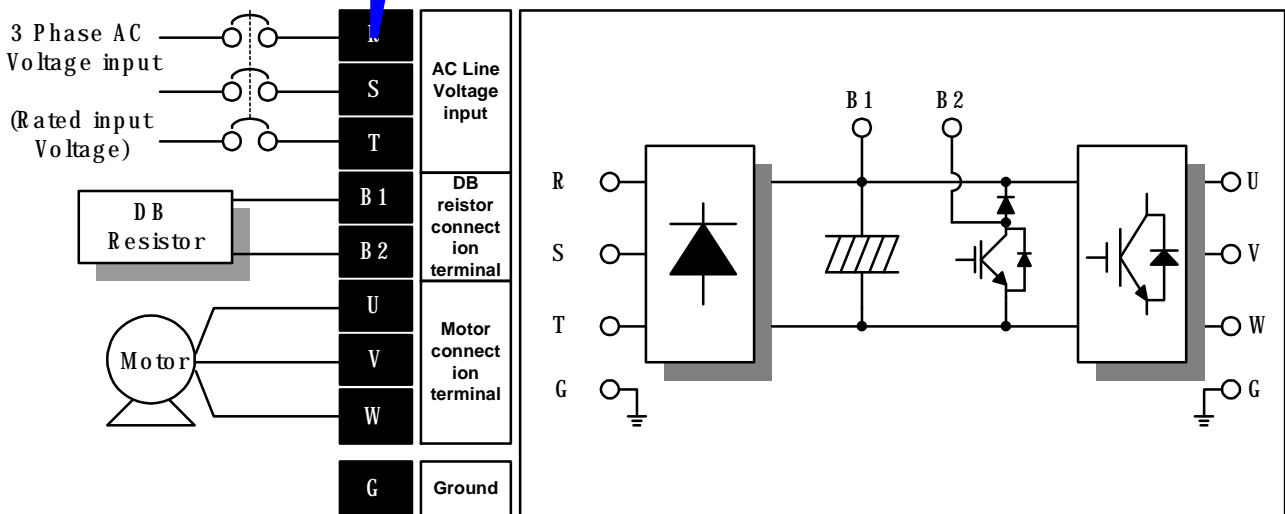 3 Phase AC
Voltage input
(Rated input
Voltage)
DB
Resistor
Motor
S
T
B1
B2
U
V
W
G
AC Line
Voltage
input
DB
reistor
connect
ion
terminal
Motor
connect
ion
terminal
Ground
B1
B2
R
S
T
G
U
V
W
G